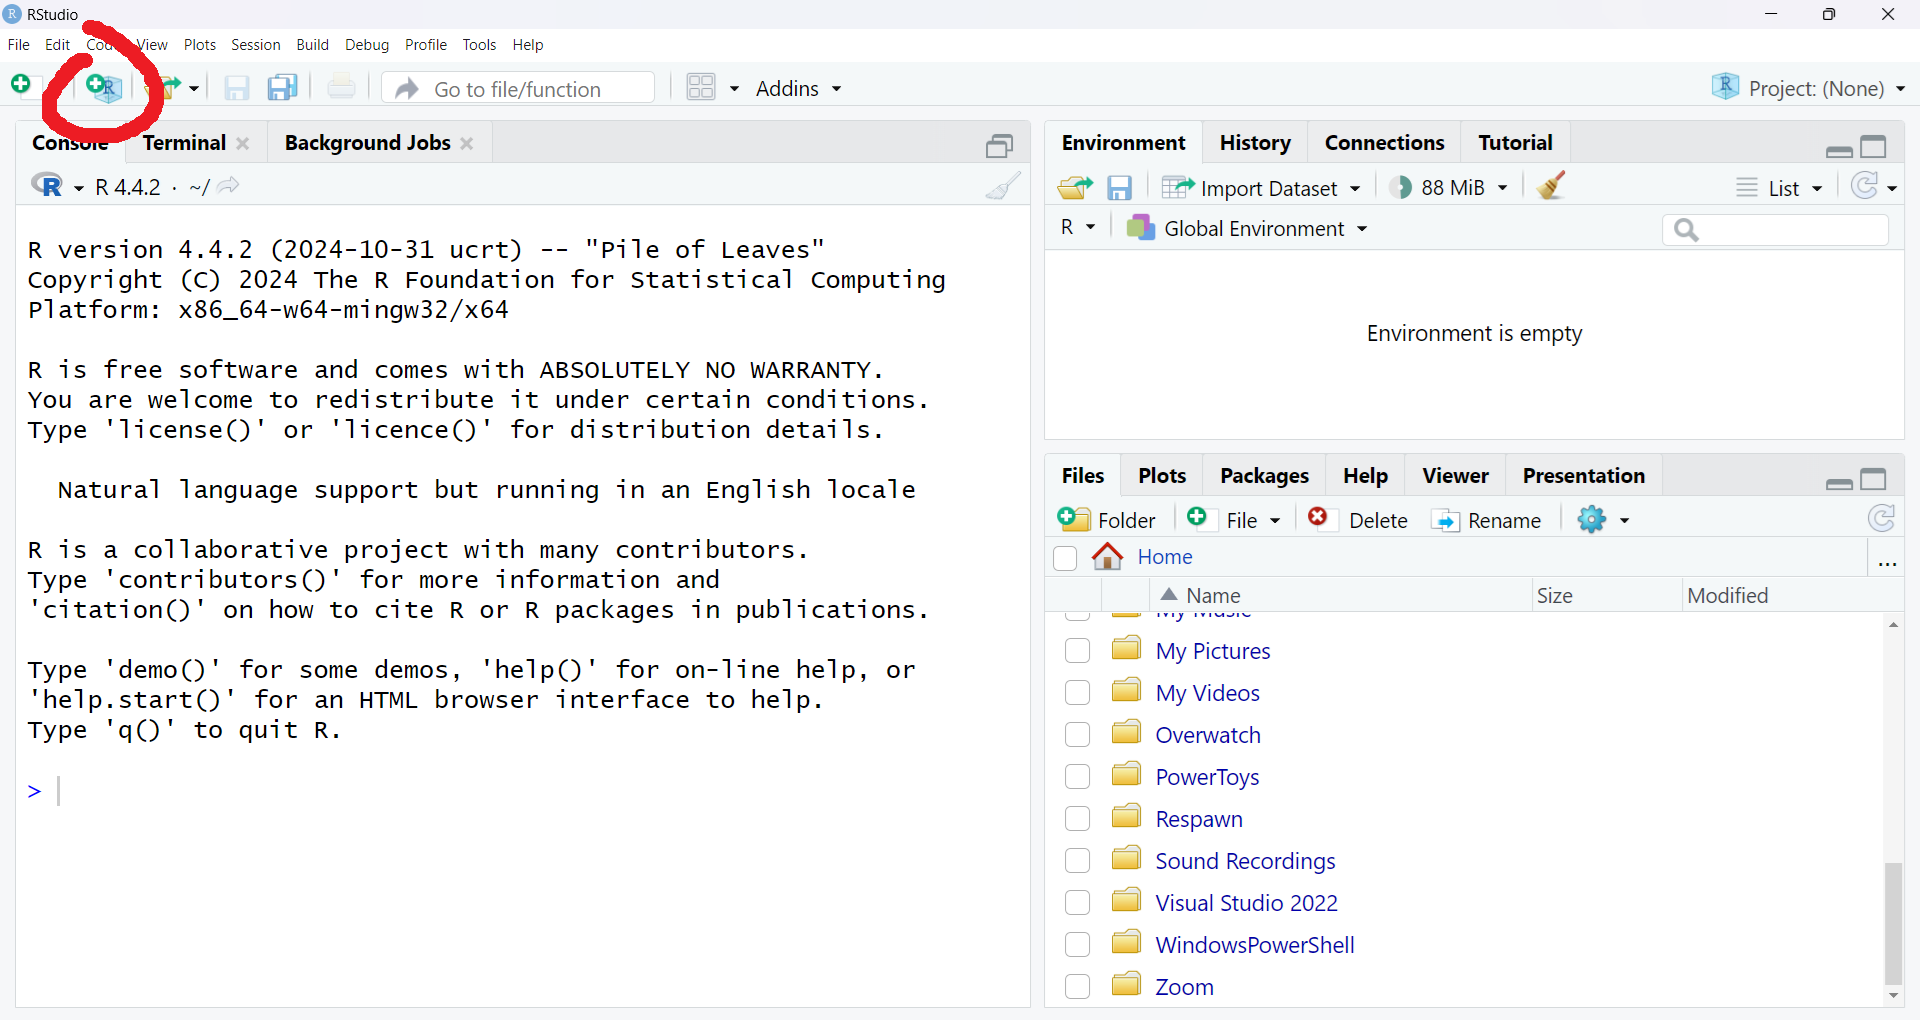 RStudio
File Edit Code View Plots Session Build Debug Profile Tools Help
Go to file/function Addins Project: (None)
Console Terminal Background Jobs
R 4.4.2 · ~/
R version 4.4.2 (2024-10-31 ucrt) -- "Pile of Leaves"
Copyright (C) 2024 The R Foundation for Statistical Computing
Platform: x86_64-w64-mingw32/x64
R is free software and comes with ABSOLUTELY NO WARRANTY.
You are welcome to redistribute it under certain conditions.
Type 'license()' or 'licence()' for distribution details.
Natural language support but running in an English locale
R is a collaborative project with many contributors.
Type 'contributors()' for more information and
'citation()' on how to cite R or R packages in publications.
Type 'demo()' for some demos, 'help()' for on-line help, or
'help.start()' for an HTML browser interface to help.
Type 'q()' to quit R.
>
Environment History Connections Tutorial
Import Dataset 88 MiB List
R Global Environment
Environment is empty
Files Plots Packages Help Viewer Presentation
Folder File Delete Rename
Home ...
Name Size Modified
My Music
My Pictures
My Videos
Overwatch
PowerToys
Respawn
Sound Recordings
Visual Studio 2022
WindowsPowerShell
Zoom